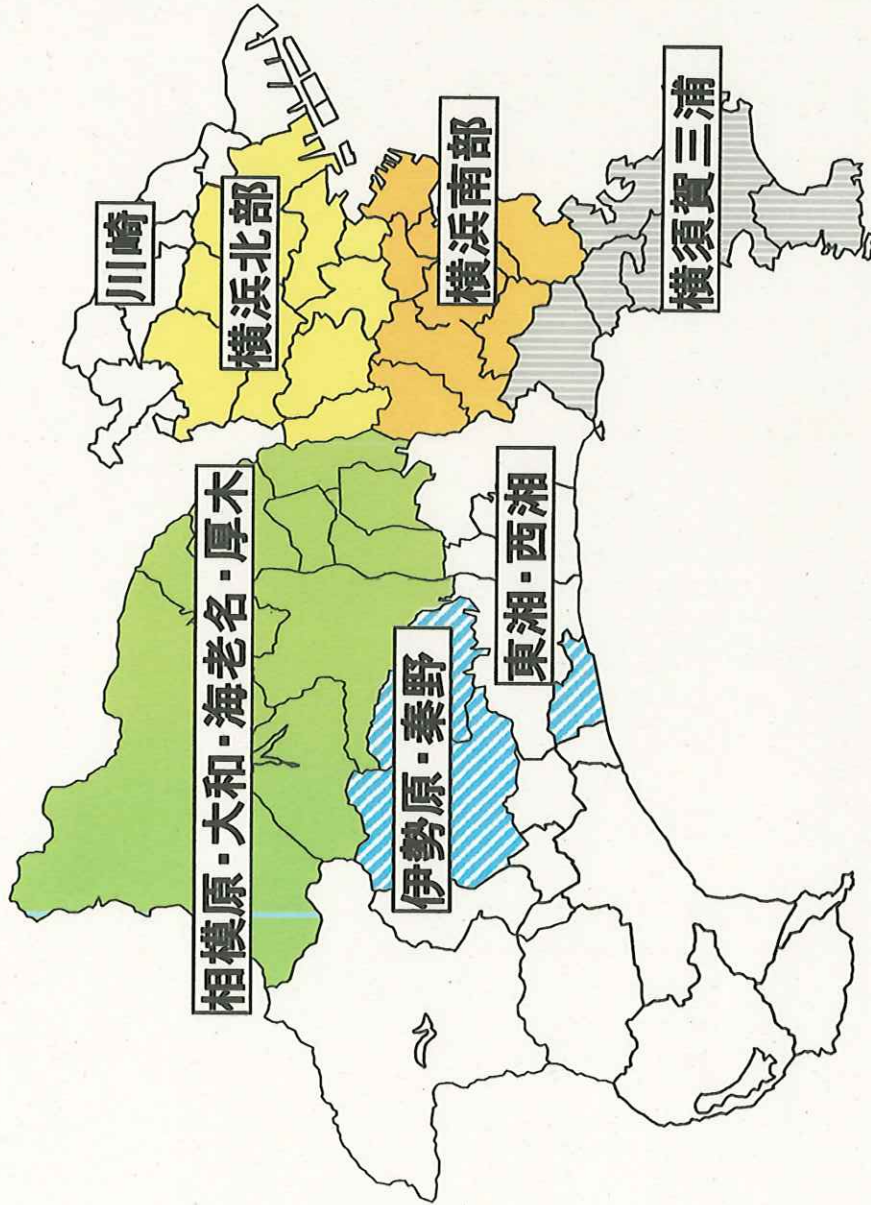 川崎
横浜北部
横浜南部
横須賀三浦
相模原・大和・海老名・厚木
伊勢原・秦野
東湘・西湘